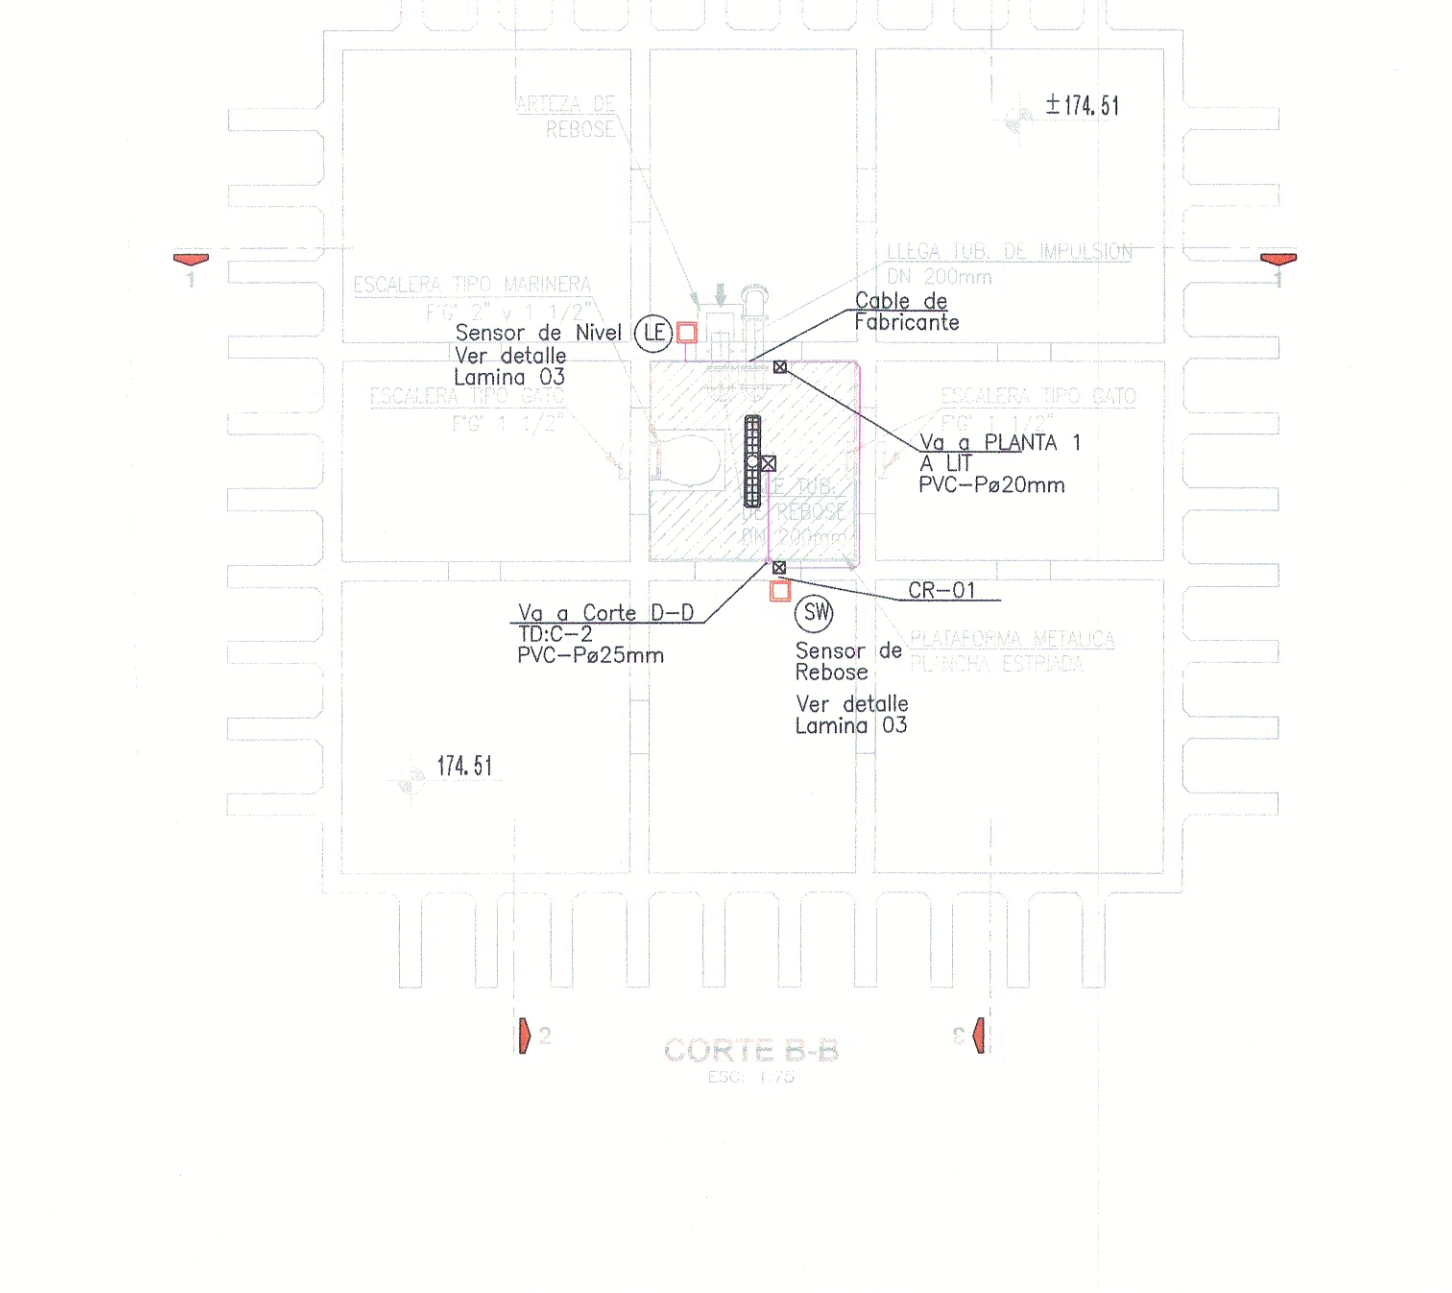 ARTEZA DE
REBOSE
±174.51
LLEGA TUB. DE IMPULSION
DN 200mm
1
1
ESCALERA TIPO MARINERA
F°G° 2" y 1 1/2"
Cable de
Fabricante
Sensor de Nivel
LE
Ver detalle
Lamina 03
ESCALERA TIPO GATO
F°G° 1 1/2"
ESCALERA TIPO GATO
F°G° 1 1/2"
Va a PLANTA 1
A LIT
PVC-Pø20mm
TUB.
DE REBOSE
DN 200mm
CR-01
Va a Corte D-D
TD:C-2
PVC-Pø25mm
SW
Sensor de
Rebose
Ver detalle
Lamina 03
PLATAFORMA METALICA
PLANCHA ESTRIADA
174.51
2
3
CORTE B-B
ESC: 1:75